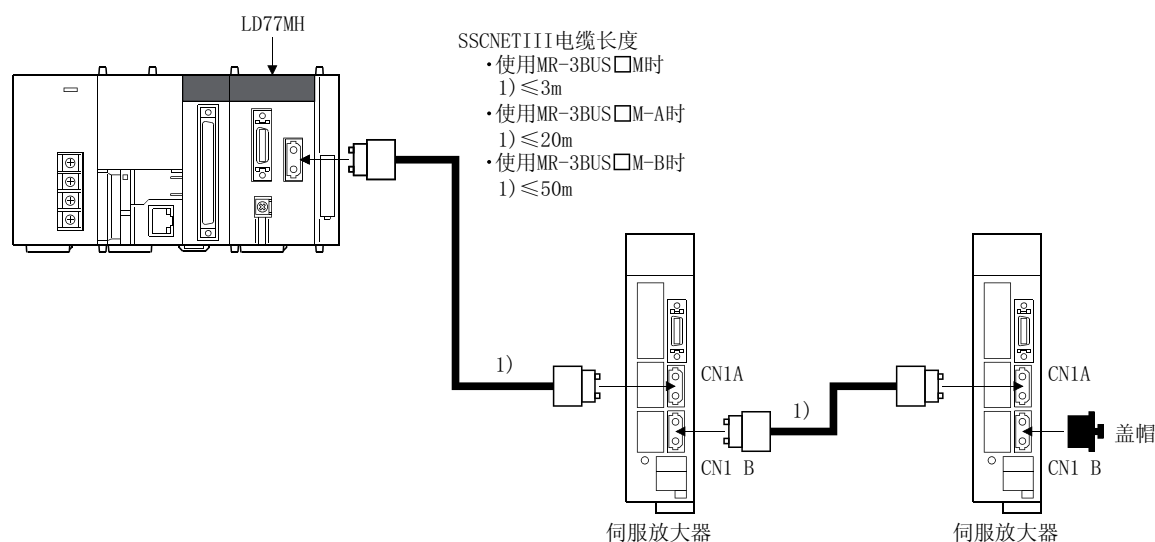 LD77MH
SSCNETIII电缆长度
·使用MR-3BUS□M时
1)≤3m
·使用MR-3BUS□M-A时
1)≤20m
·使用MR-3BUS□M-B时
1)≤50m
1)
CN1A
1)
CN1A
CN1 B
CN1 B
盖帽
伺服放大器
伺服放大器